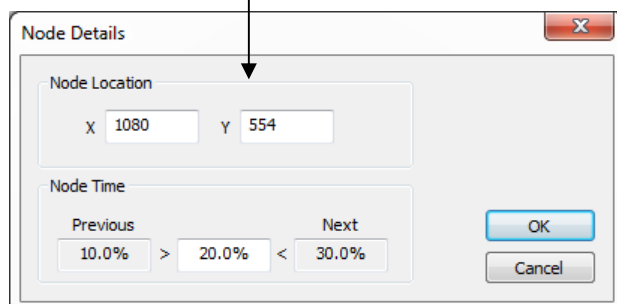 Node Details
Node Location
X 1080 Y 554
Node Time
Previous Next
10.0% > 20.0% < 30.0%
OK
Cancel